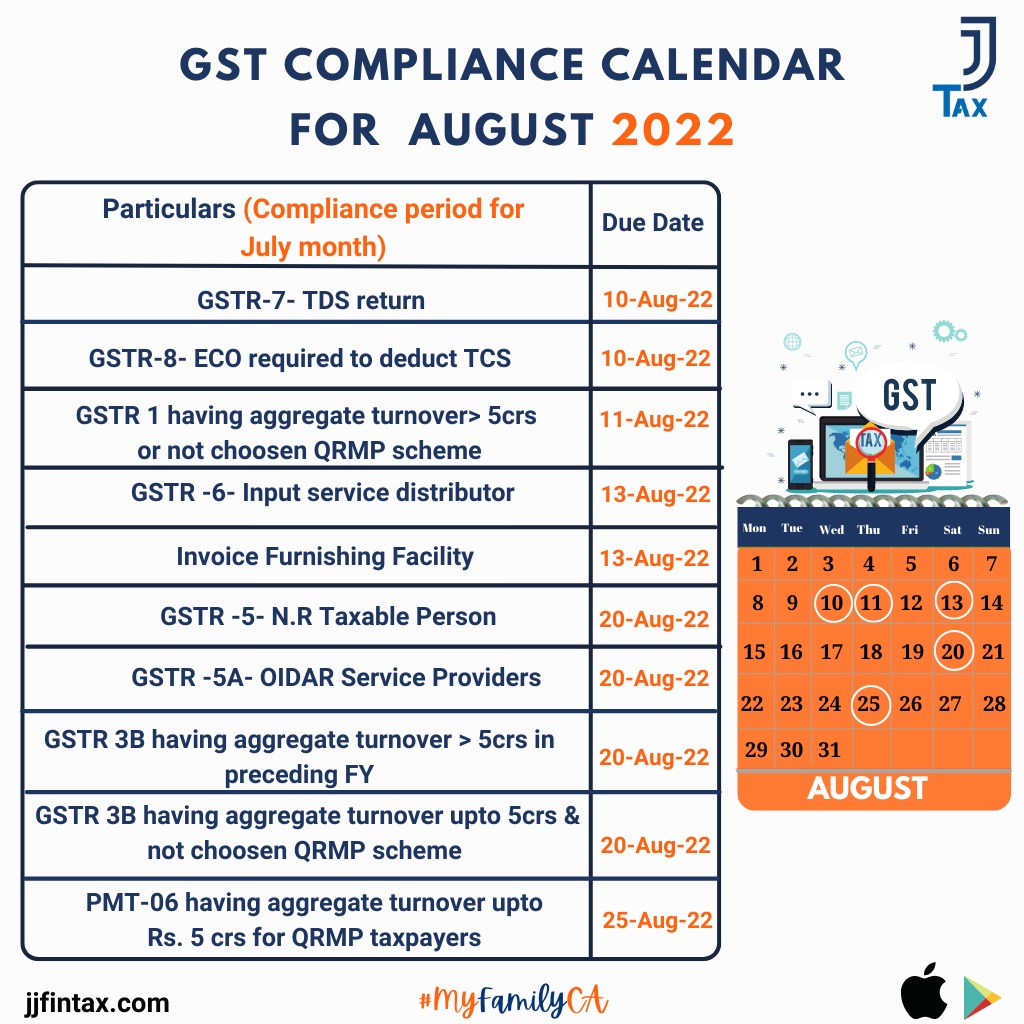 GST COMPLIANCE CALENDAR
FOR AUGUST 2022
J
TAX
Particulars (Compliance period for
July month)
Due Date
GSTR-7- TDS return
10-Aug-22
GSTR-8- ECO required to deduct TCS
10-Aug-22
GSTR 1 having aggregate turnover> 5crs
or not choosen QRMP scheme
11-Aug-22
GSTR -6- Input service distributor
13-Aug-22
Invoice Furnishing Facility
13-Aug-22
GSTR -5- N.R Taxable Person
20-Aug-22
GSTR -5A- OIDAR Service Providers
20-Aug-22
GSTR 3B having aggregate turnover > 5crs in
preceding FY
20-Aug-22
GSTR 3B having aggregate turnover upto 5crs &
not choosen QRMP scheme
20-Aug-22
PMT-06 having aggregate turnover upto
Rs. 5 crs for QRMP taxpayers
25-Aug-22
GST
TAX
Mon Tue Wed Thu Fri Sat Sun
1 2 3 4 5 6 7
8 9 10 11 12 13 14
15 16 17 18 19 20 21
22 23 24 25 26 27 28
29 30 31
AUGUST
jjfintax.com
#MyFamilyCA